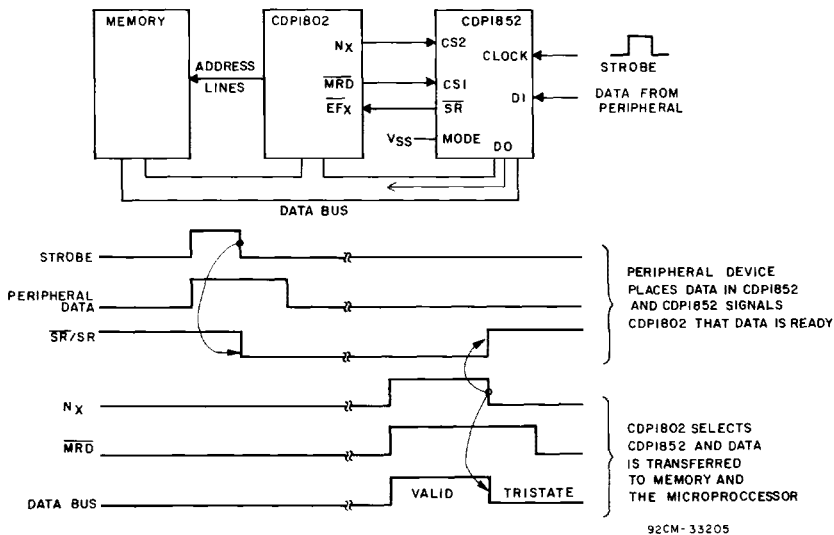 MEMORY
CDP1802
CDP1852
ADDRESS
LINES
NX
MRD
EFX
CS2
CS1
SR
VSS
MODE
CLOCK
DI
DO
STROBE
DATA FROM
PERIPHERAL
DATA BUS
STROBE
PERIPHERAL
DATA
SR/SR
NX
MRD
DATA BUS
VALID
TRISTATE
PERIPHERAL DEVICE
PLACES DATA IN CDP1852
AND CDP1852 SIGNALS
CDP1802 THAT DATA IS READY
CDP1802 SELECTS
CDP1852 AND DATA
IS TRANSFERRED
TO MEMORY AND
THE MICROPROCCESSOR
92CM-33205